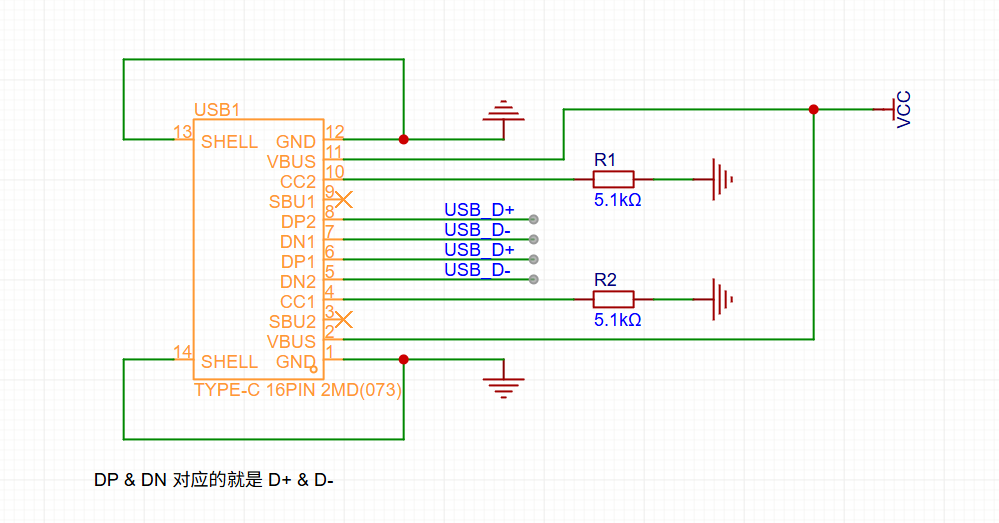 USB1
13
SHELL
GND
12
VBUS
11
CC2
10
SBU1
9
DP2
8
DN1
7
DP1
6
DN2
5
CC1
4
SBU2
3
VBUS
2
14
SHELL
GND
1
TYPE-C 16PIN 2MD(073)
USB_D+
USB_D-
USB_D+
USB_D-
R1
5.1kΩ
R2
5.1kΩ
VCC
DP & DN 对应的就是 D+ & D-